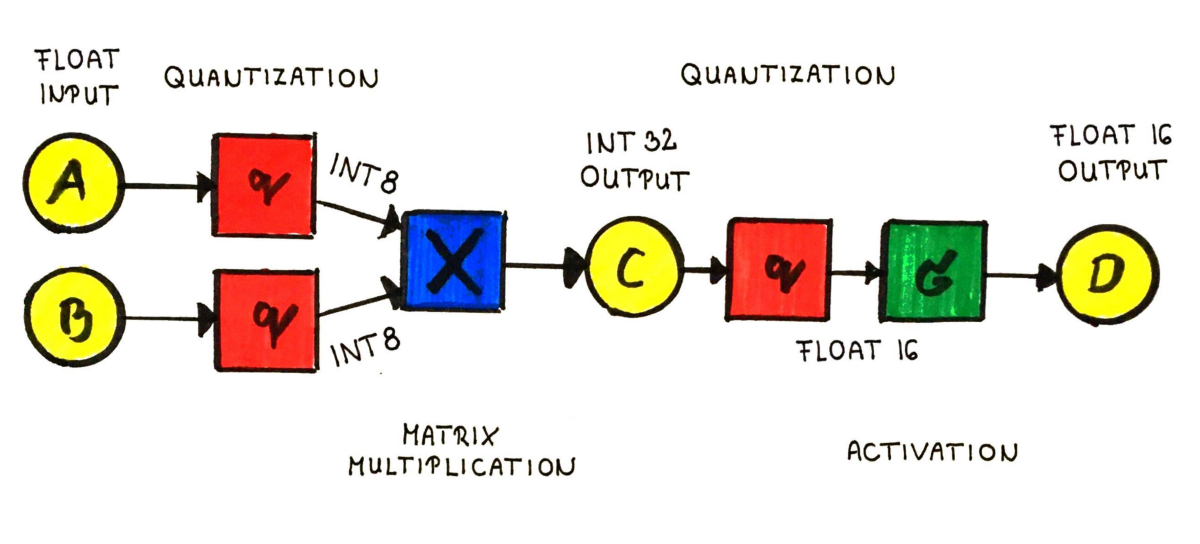 FLOAT
INPUT
QUANTIZATION
QUANTIZATION
INT 32
OUTPUT
FLOAT 16
OUTPUT
A
q
INT8
B
q
INT8
X
C
q
G
D
FLOAT 16
MATRIX
MULTIPLICATION
ACTIVATION